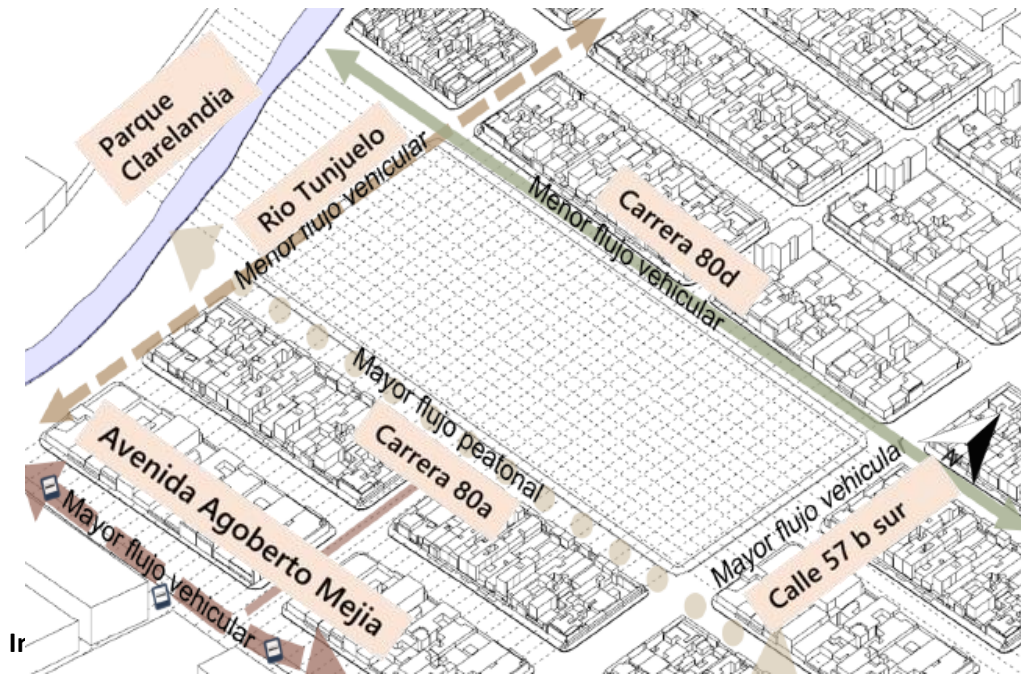 Parque
Clarelandia
Rio Tunjuelo
Menor flujo vehicular
Carrera 80d
Menor flujo vehicular
Mayor flujo peatonal
Carrera 80a
Avenida Agoberto Mejia
Mayor flujo vehicular
Mayor flujo vehicula
Calle 57 b sur
N
Ir